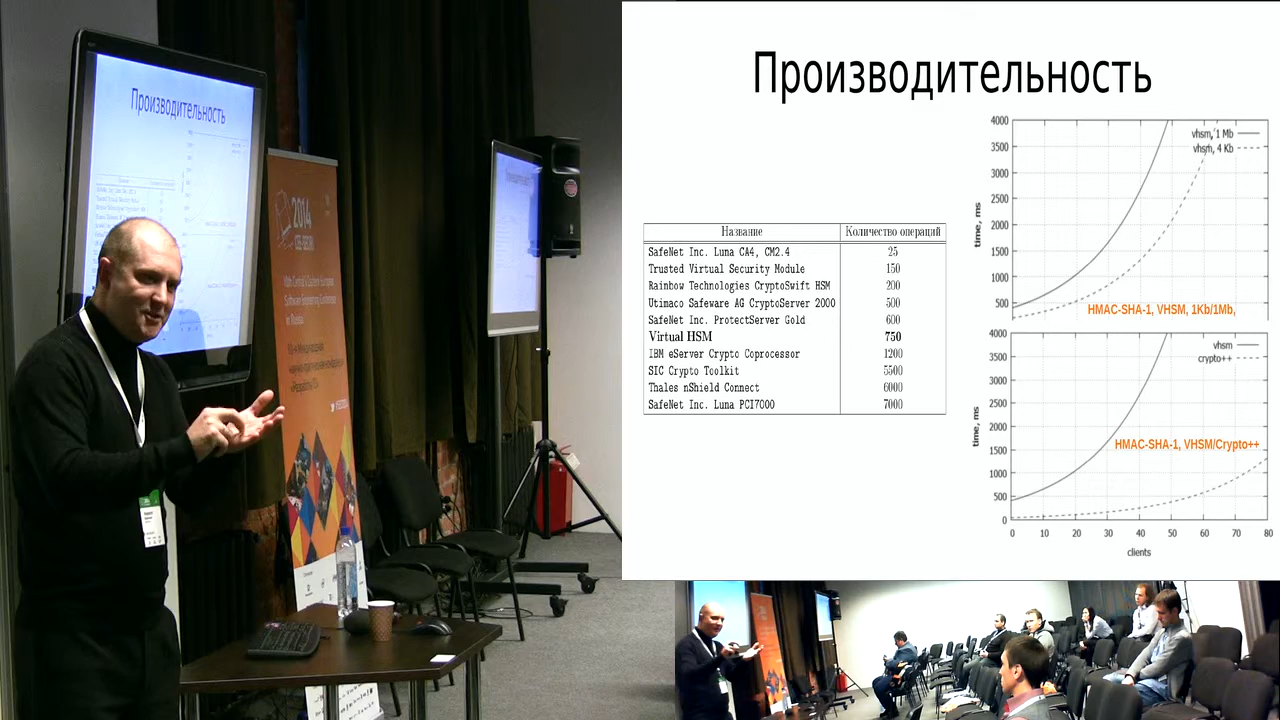 Производительность
Название Количество операций
SafeNet Inc. Luna CA4, CM2.4 25
Trusted Virtual Security Module 150
Rainbow Technologies CryptoSwift HSM 200
Utimaco Safeware AG CryptoServer 2000 500
SafeNet Inc. ProtectServer Gold 600
Virtual HSM 750
IBM eServer Crypto Coprocessor 1200
SIC Crypto Toolkit 5500
Thales nShield Connect 6000
SafeNet Inc. Luna PCI7000 7000
4000
3500
3000
2500
2000
1500
1000
500
time, ms
vhsm, 1 Mb
vhsm, 4 Kb
HMAC-SHA-1, VHSM, 1Kb/1Mb,
4000
3500
3000
2500
2000
1500
1000
500
0
time, ms
vhsm
crypto++
HMAC-SHA-1, VHSM/Crypto++
0 10 20 30 40 50 60 70 80
clients
Производительность
2014